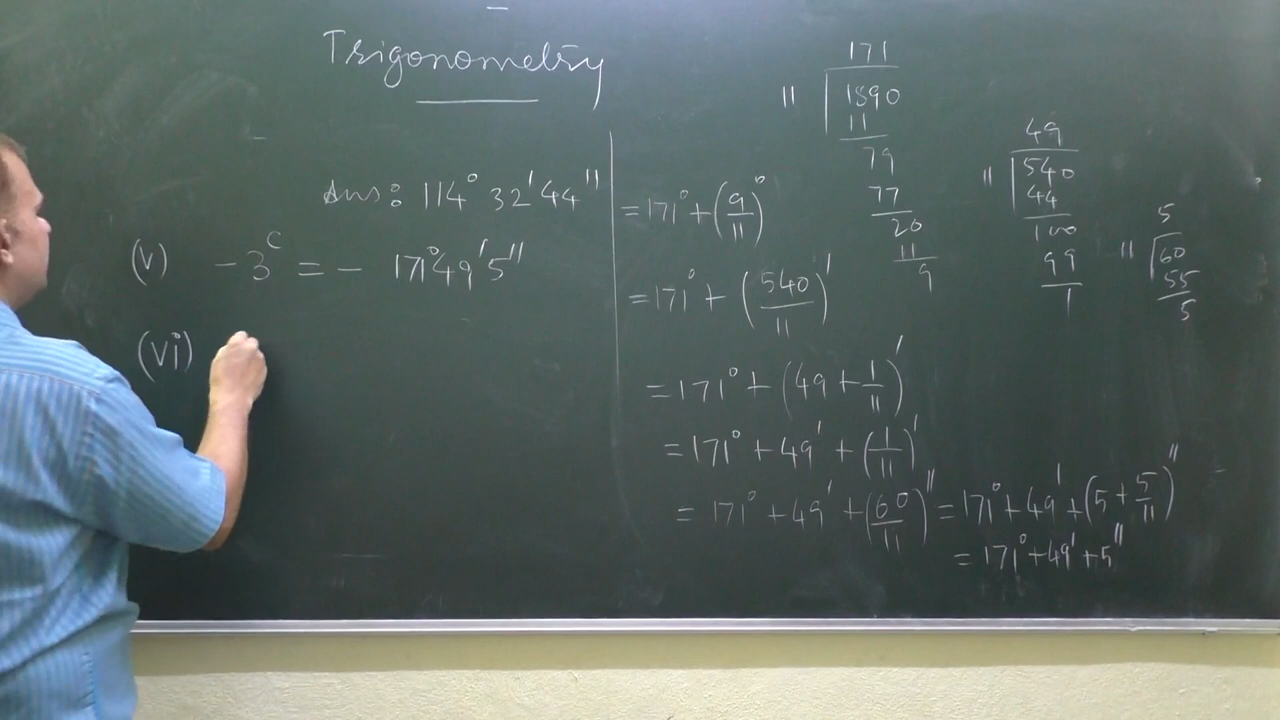 Trigonometry
Ans: 114° 32' 44"
(v) -3ᶜ = - 171°49'5"
(vi)
= 171° + (9/11)°
= 171° + (540/11)'
= 171° + (49 + 1/11)'
= 171° + 49' + (1/11)'
= 171° + 49' + (60/11)" = 171° + 49' + (5 + 5/11)"
= 171° + 49' + 5"
171
11 1890
11
79
77
20
11
9
49
11 540
44
100
99
1
5
11 60
55
5